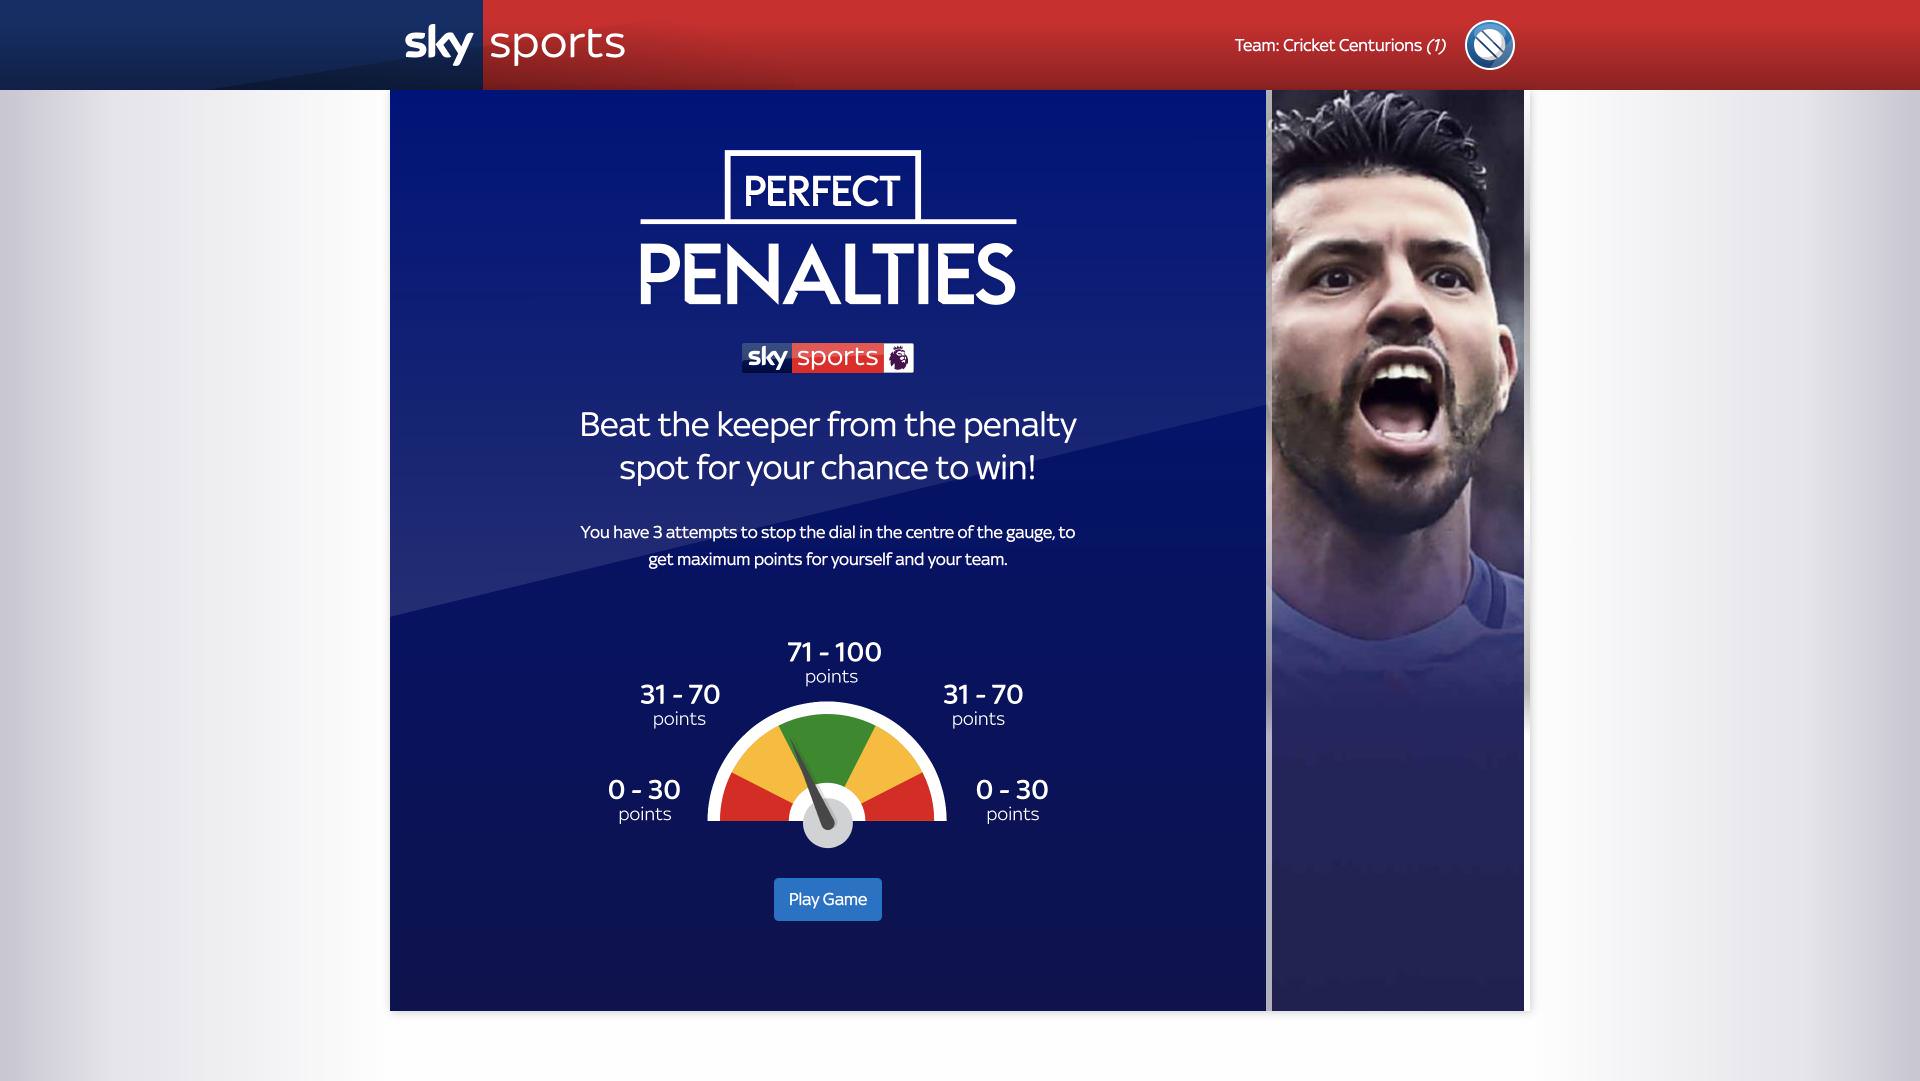 sky sports
Team: Cricket Centurions (1)
PERFECT
PENALTIES
sky sports
Beat the keeper from the penalty
spot for your chance to win!
You have 3 attempts to stop the dial in the centre of the gauge, to
get maximum points for yourself and your team.
71 - 100
points
31 - 70
points
31 - 70
points
0 - 30
points
0 - 30
points
Play Game